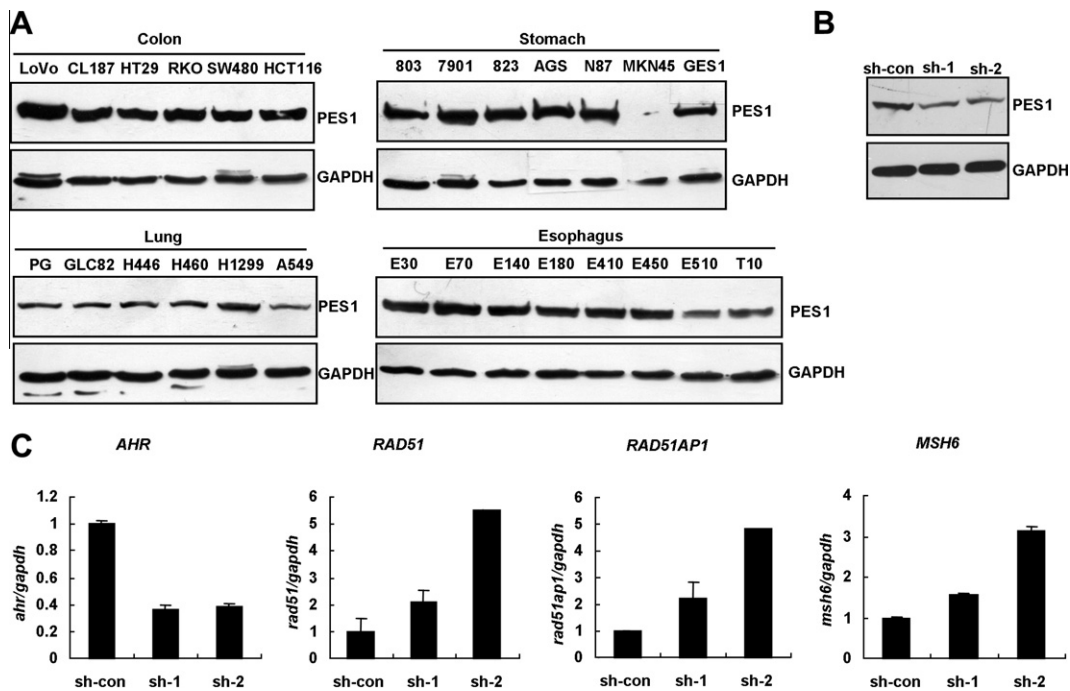 A
Colon
LoVo CL187 HT29 RKO SW480 HCT116
PES1
GAPDH
Stomach
803 7901 823 AGS N87 MKN45 GES1
PES1
GAPDH
B
sh-con sh-1 sh-2
PES1
GAPDH
Lung
PG GLC82 H446 H460 H1299 A549
PES1
GAPDH
Esophagus
E30 E70 E140 E180 E410 E450 E510 T10
PES1
GAPDH
C
AHR
ahr/gapdh
1.2
1
0.8
0.6
0.4
0.2
0
sh-con sh-1 sh-2
RAD51
rad51/gapdh
6
5
4
3
2
1
0
sh-con sh-1 sh-2
RAD51AP1
rad51ap1/gapdh
6
5
4
3
2
1
0
sh-con sh-1 sh-2
MSH6
msh6/gapdh
4
3
2
1
0
sh-con sh-1 sh-2